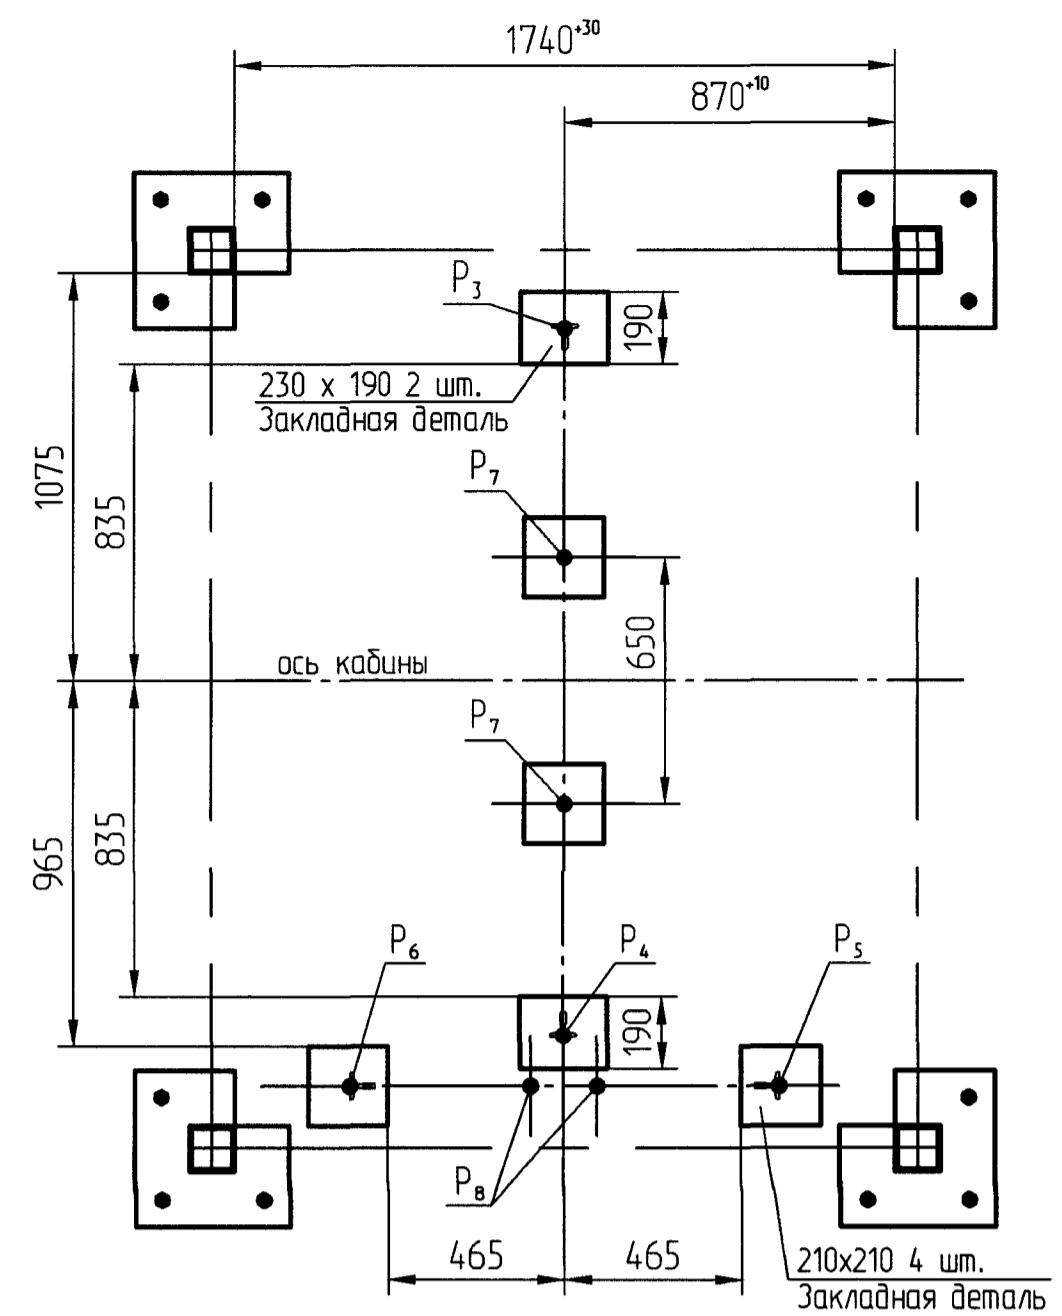 1740+30
870+10
P3
190
230 x 190 2 шт.
Закладная деталь
1075
835
P7
650
ось кабины
P7
965
835
P6
P4
P5
190
P8
465
465
210x210 4 шт.
Закладная деталь